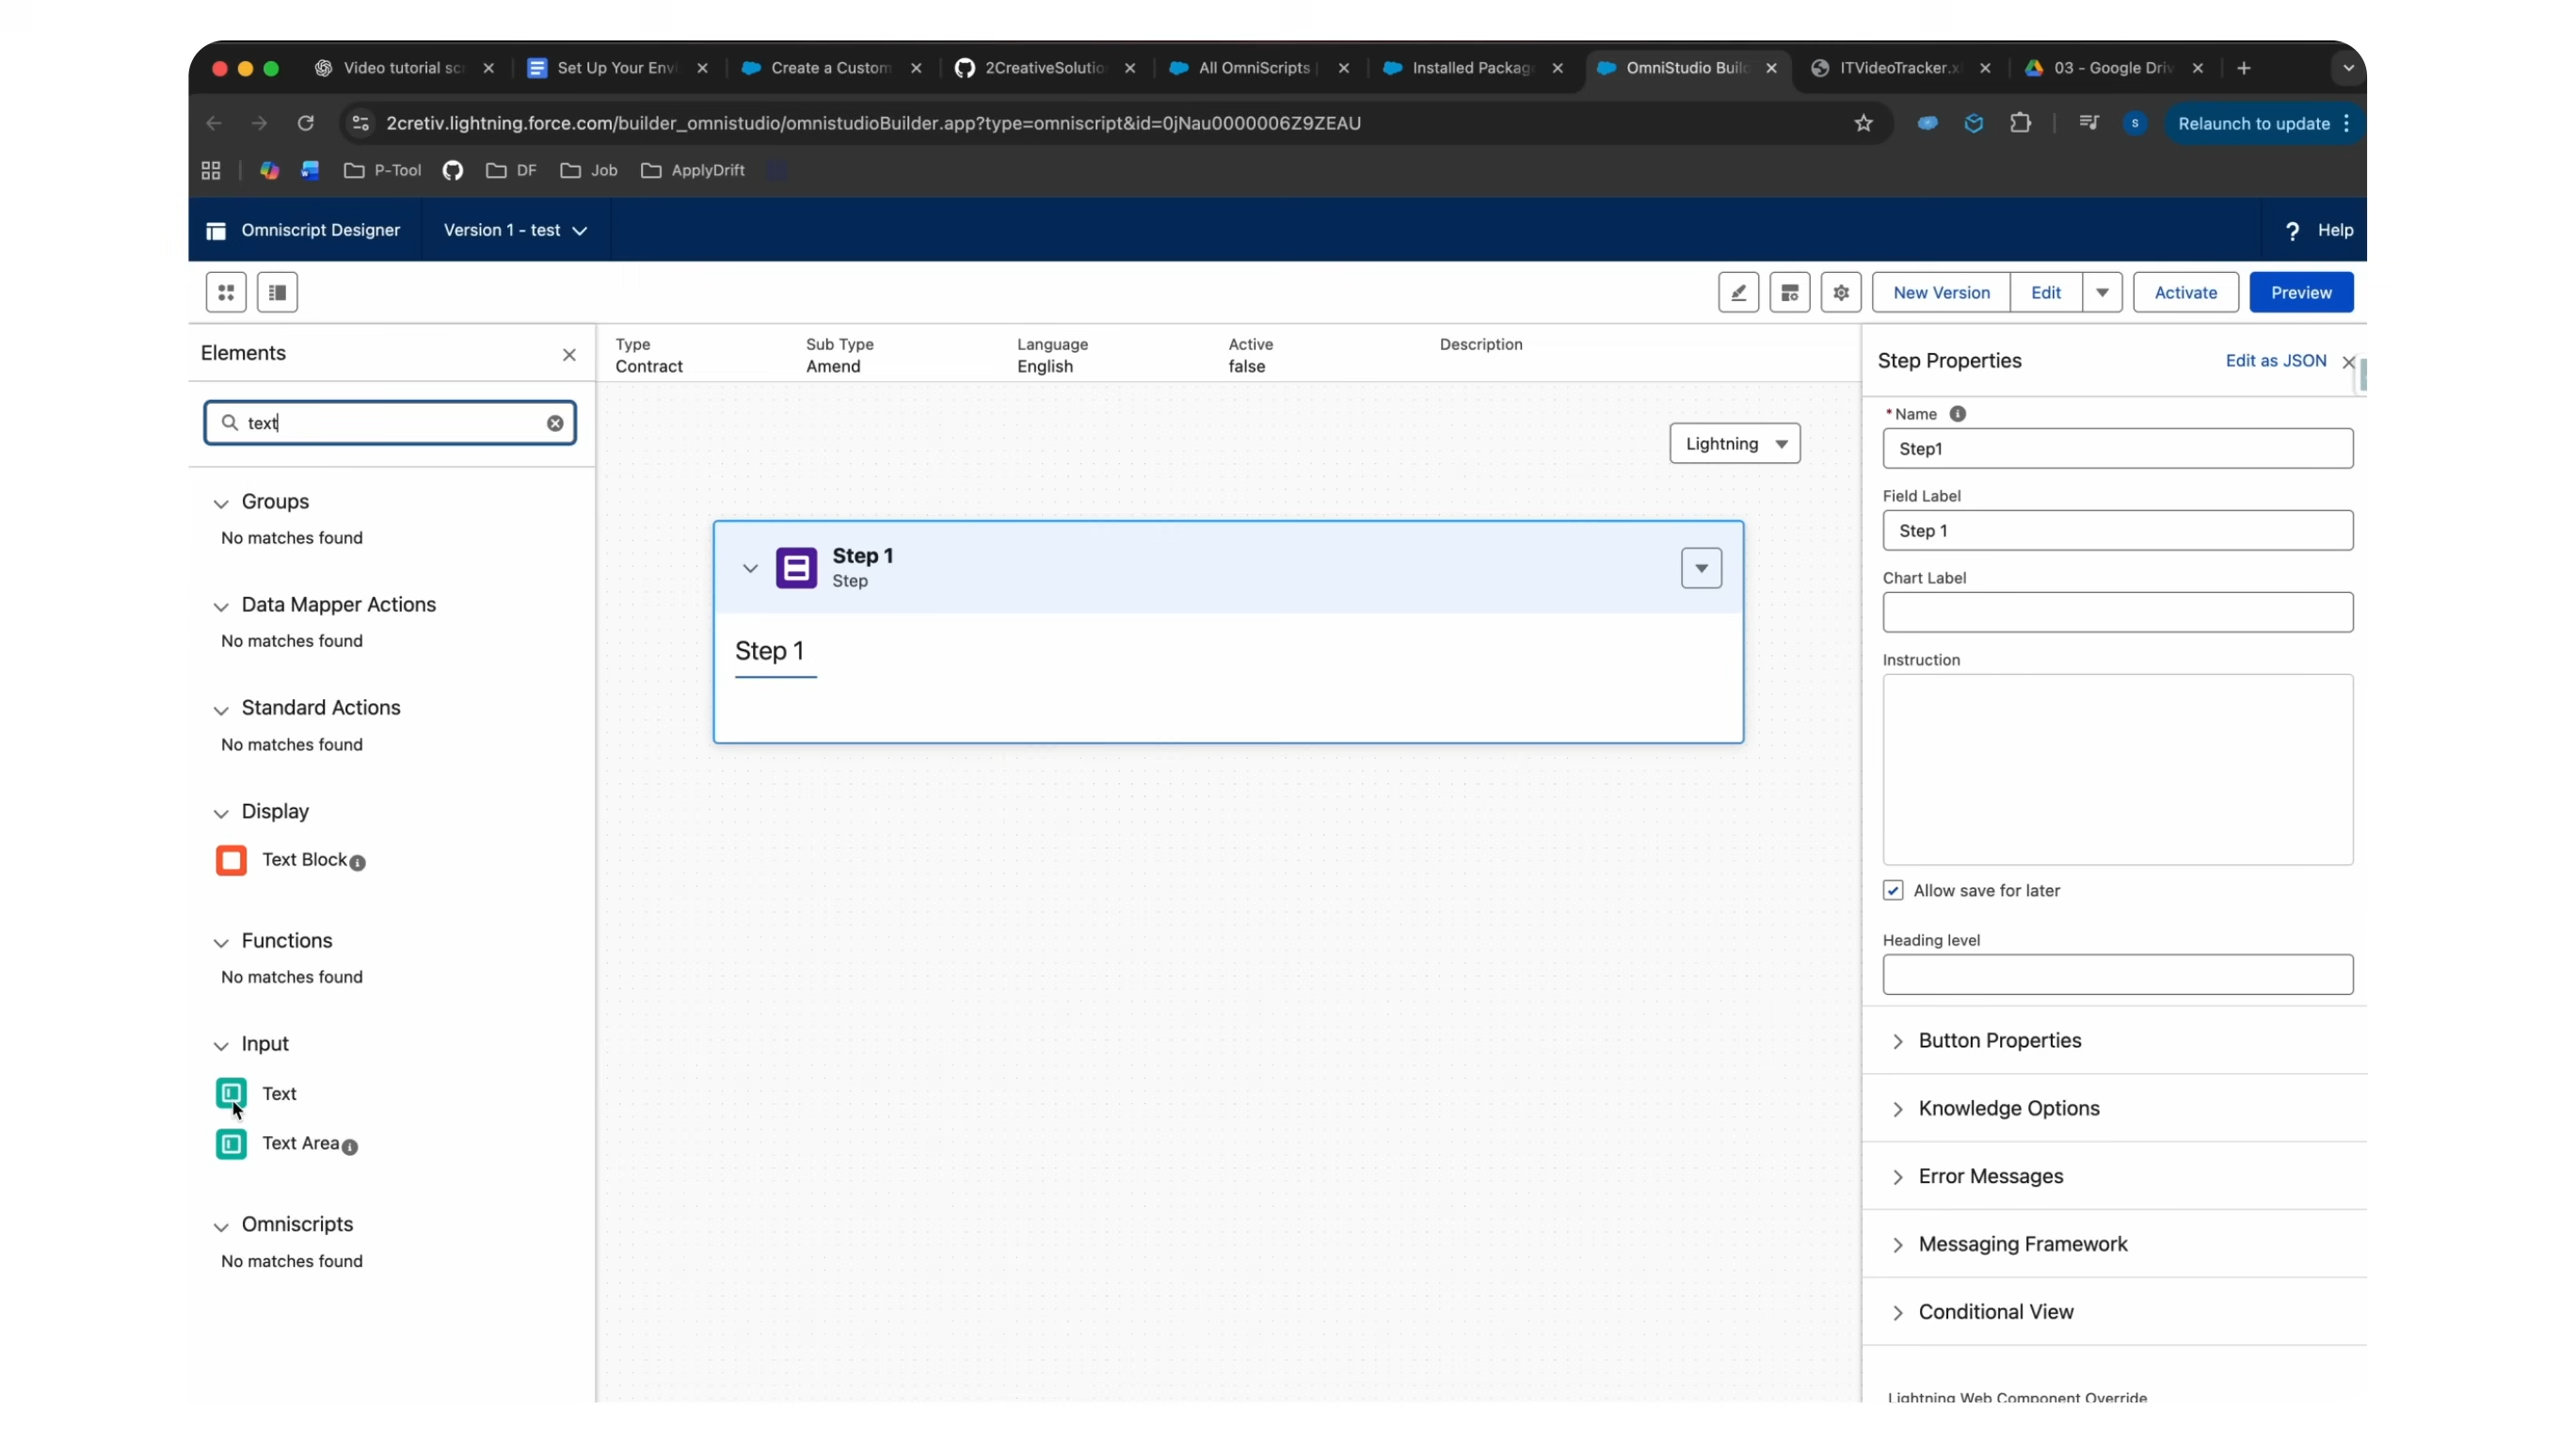 Video tutorial sc
Set Up Your Envi
Create a Custom
2CreativeSolutio
All OmniScripts
Installed Packag
OmniStudio Buil
ITVideoTracker.x
03 - Google Driv
2cretiv.lightning.force.com/builder_omnistudio/omnistudioBuilder.app?type=omniscript&id=0jNau0000006Z9ZEAU
S
Relaunch to update
P-Tool
DF
Job
ApplyDrift
Omniscript Designer
Version 1 - test
? Help
New Version
Edit
Activate
Preview
Elements
text
Groups
No matches found
Data Mapper Actions
No matches found
Standard Actions
No matches found
Display
Text Block
Functions
No matches found
Input
Text
Text Area
Omniscripts
No matches found
Type
Contract
Sub Type
Amend
Language
English
Active
false
Description
Lightning
Step 1
Step
Step 1
Step Properties
Edit as JSON
* Name
Step1
Field Label
Step 1
Chart Label
Instruction
Allow save for later
Heading level
Button Properties
Knowledge Options
Error Messages
Messaging Framework
Conditional View
Lightning Web Component Override